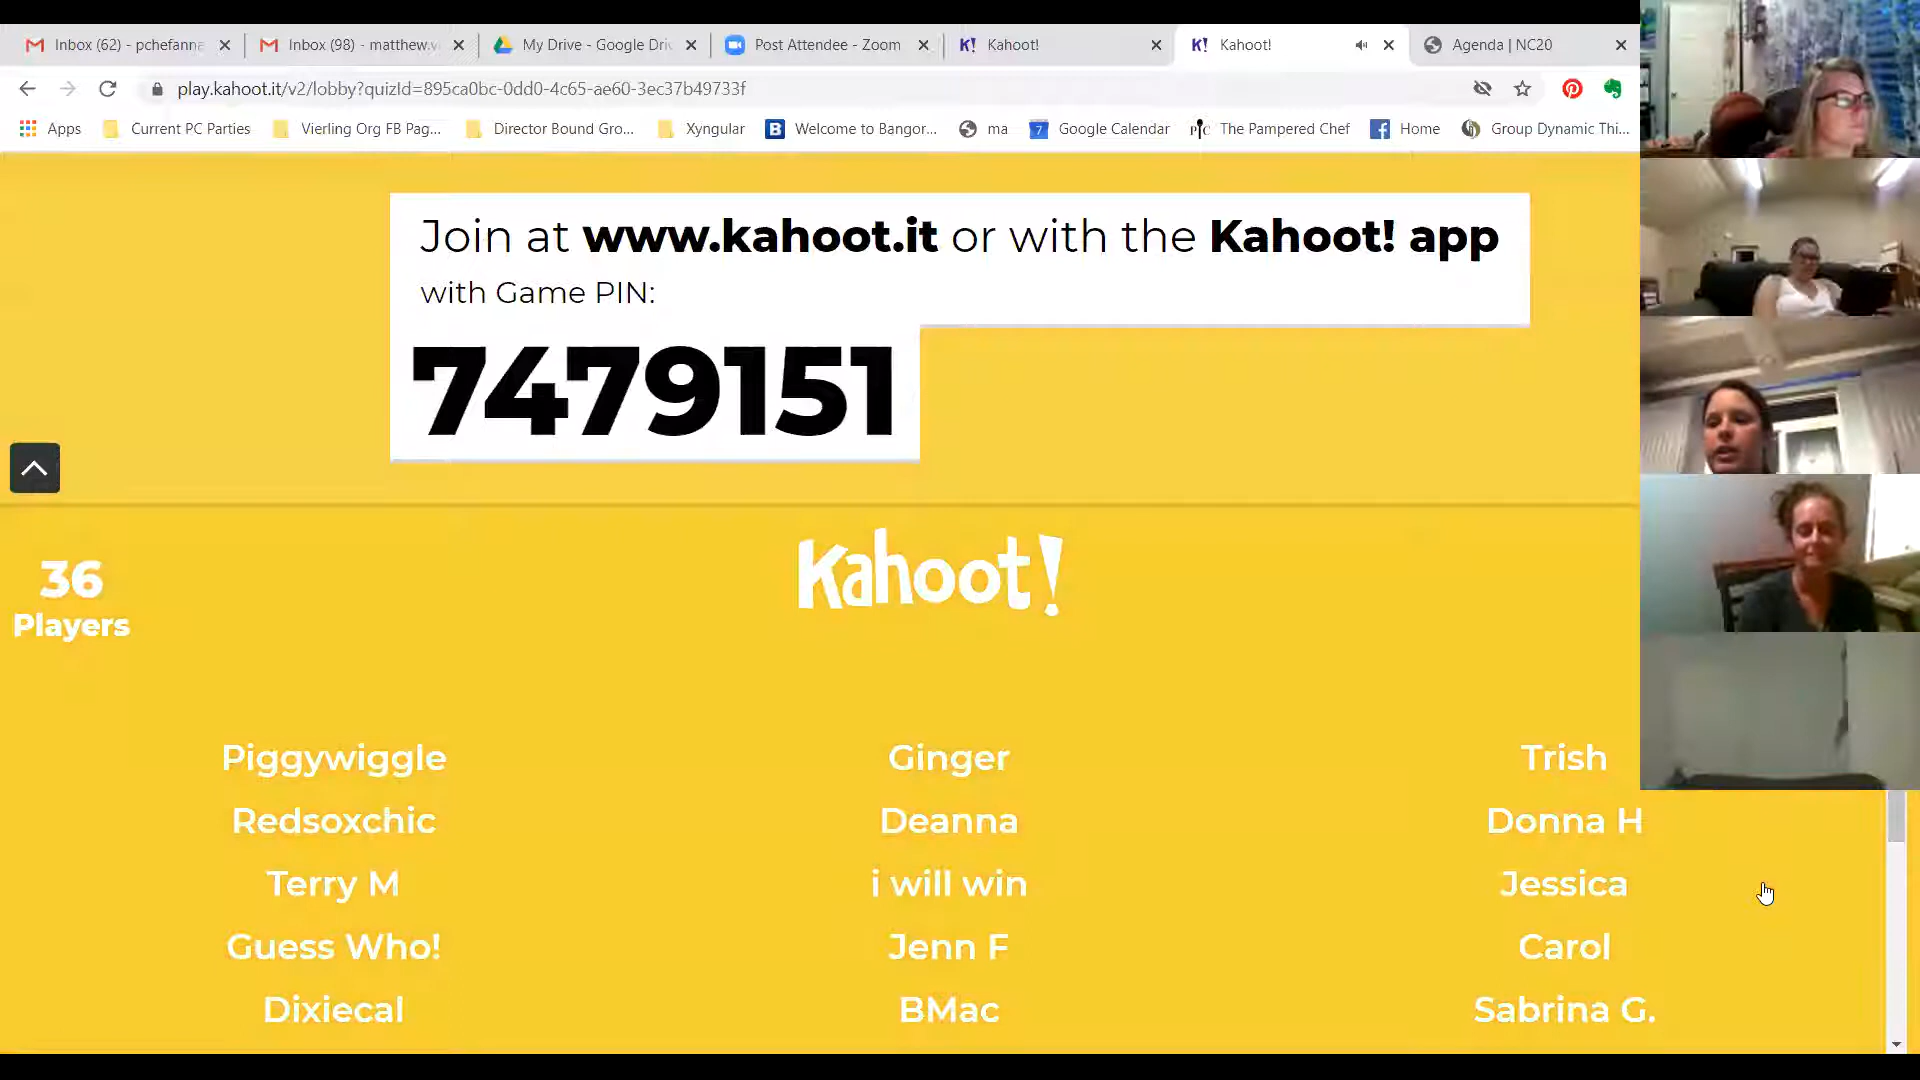 Inbox (62) - pchefanna
Inbox (98) - matthew.v
My Drive - Google Dri
Post Attendee - Zoom
K! Kahoot!
K! Kahoot!
Agenda | NC20
play.kahoot.it/v2/lobby?quizId=895ca0bc-0dd0-4c65-ae60-3ec37b49733f
Apps
Current PC Parties
Vierling Org FB Pag...
Director Bound Gro...
Xyngular
B Welcome to Bangor...
ma
7 Google Calendar
The Pampered Chef
Home
Group Dynamic Thi...
Join at www.kahoot.it or with the Kahoot! app
with Game PIN:
7479151
Kahoot!
36
Players
Piggywiggle Ginger Trish
Redsoxchic Deanna Donna H
Terry M i will win Jessica
Guess Who! Jenn F Carol
Dixiecal BMac Sabrina G.